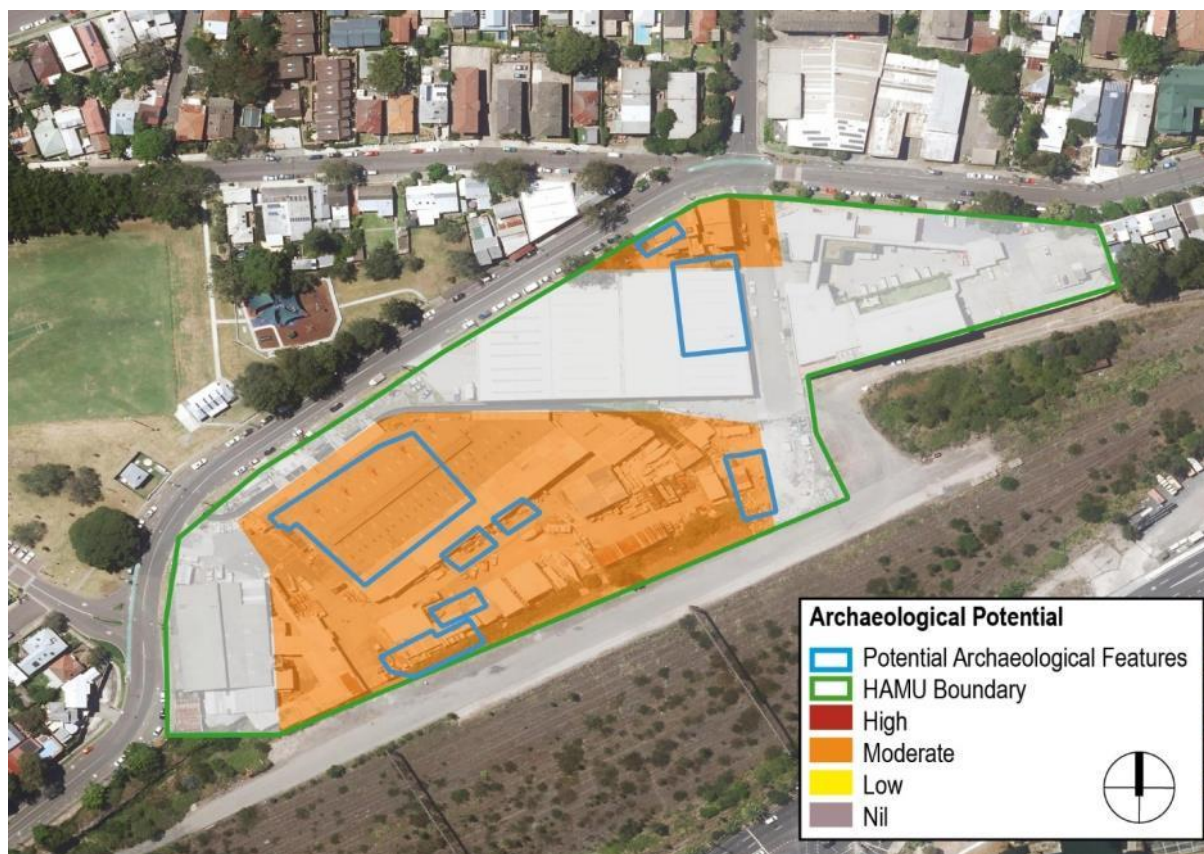 Archaeological Potential
Potential Archaeological Features
HAMU Boundary
High
Moderate
Low
Nil